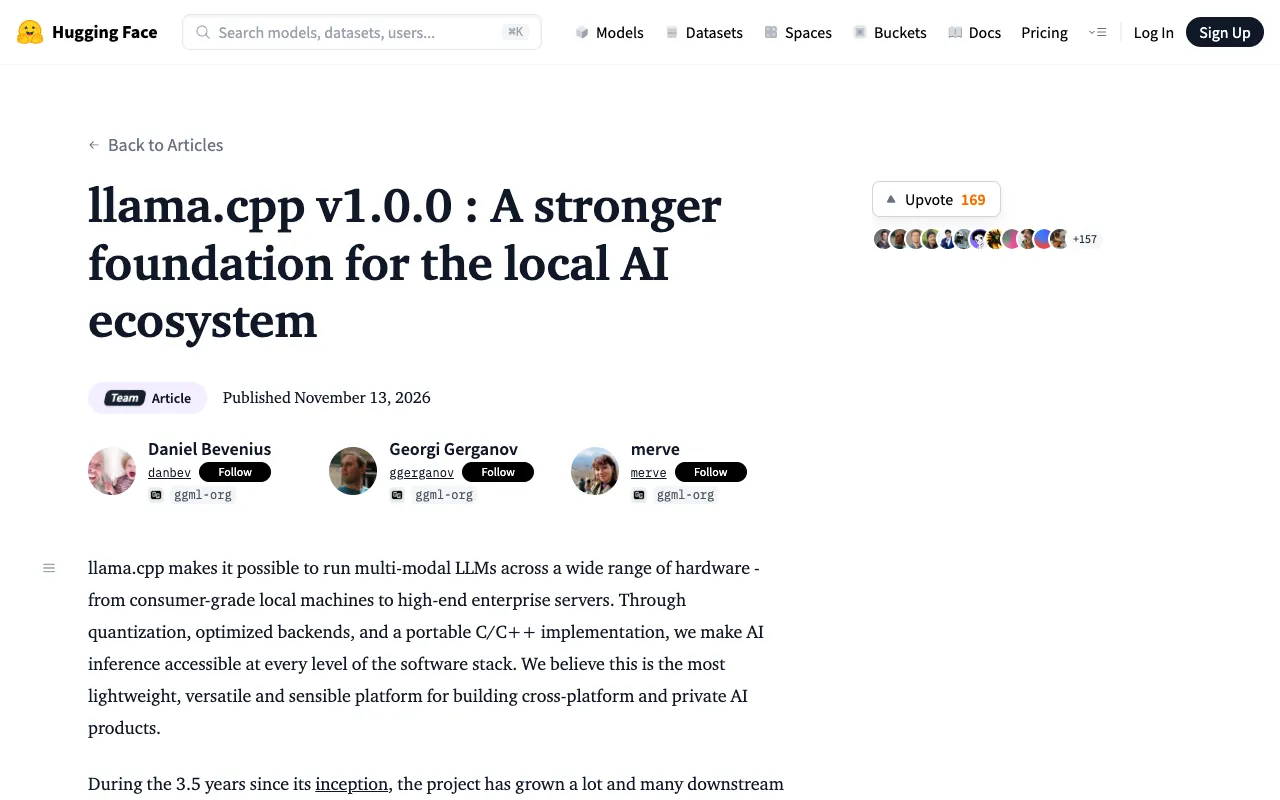 Hugging Face
Search models, datasets, users...
⌘K
Models
Datasets
Spaces
Buckets
Docs
Pricing
Log In
Sign Up
← Back to Articles
llama.cpp v1.0.0 : A stronger
foundation for the local AI
ecosystem
Upvote 169
+157
Team Article
Published November 13, 2026
Daniel Bevenius
danbev Follow
ggml-org
Georgi Gerganov
ggerganov Follow
ggml-org
merve
merve Follow
ggml-org
llama.cpp makes it possible to run multi-modal LLMs across a wide range of hardware -
from consumer-grade local machines to high-end enterprise servers. Through
quantization, optimized backends, and a portable C/C++ implementation, we make AI
inference accessible at every level of the software stack. We believe this is the most
lightweight, versatile and sensible platform for building cross-platform and private AI
products.
During the 3.5 years since its inception, the project has grown a lot and many downstream